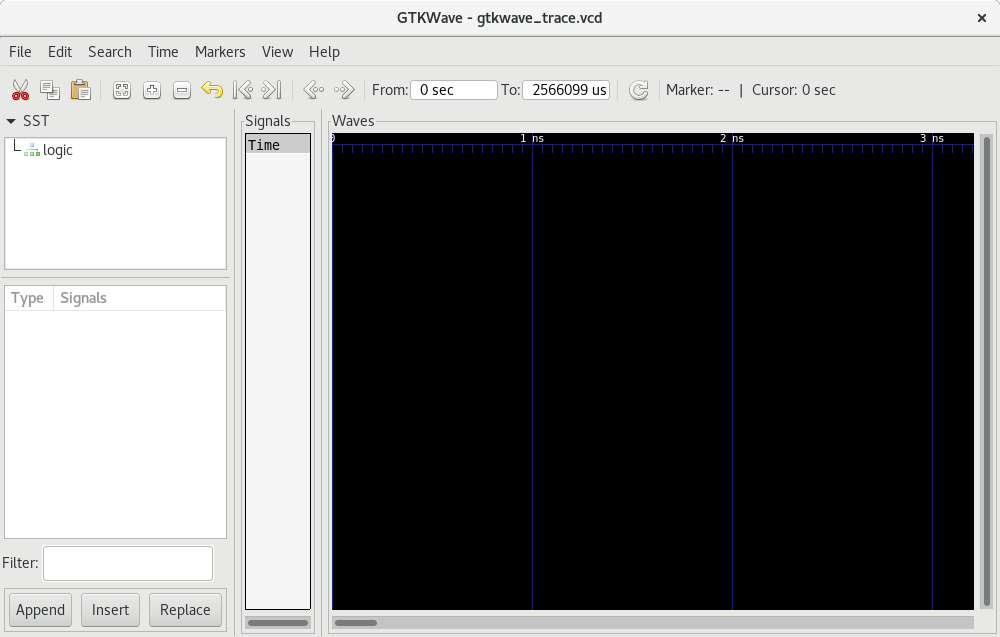 GTKWave - gtkwave_trace.vcd
File Edit Search Time Markers View Help
From: 0 sec To: 2566099 us Marker: -- | Cursor: 0 sec
SST
logic
Type Signals
Filter:
Append Insert Replace
Signals
Time
Waves
0 1 ns 2 ns 3 ns